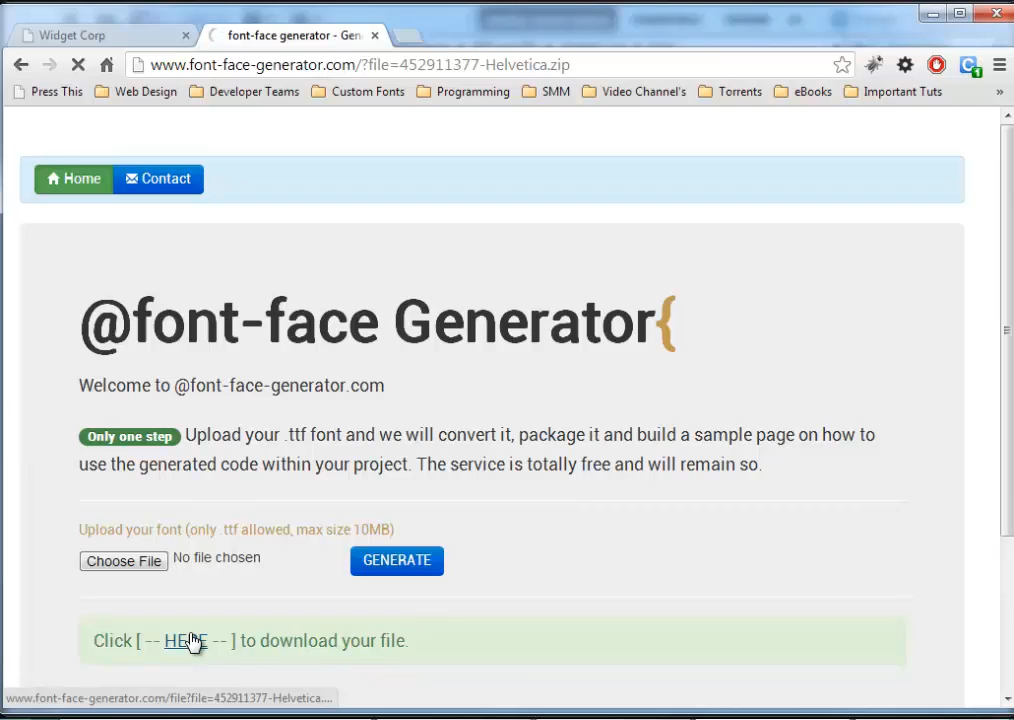 Widget Corp
font-face generator - Gen
www.font-face-generator.com/?file=452911377-Helvetica.zip
Press This Web Design Developer Teams Custom Fonts Programming SMM Video Channel's Torrents eBooks Important Tuts »
Home Contact
@font-face Generator{
Welcome to @font-face-generator.com
Only one step Upload your .ttf font and we will convert it, package it and build a sample page on how to
use the generated code within your project. The service is totally free and will remain so.
Upload your font (only .ttf allowed, max size 10MB)
Choose File No file chosen GENERATE
Click [ -- HERE -- ] to download your file.
www.font-face-generator.com/file?file=452911377-Helvetica....